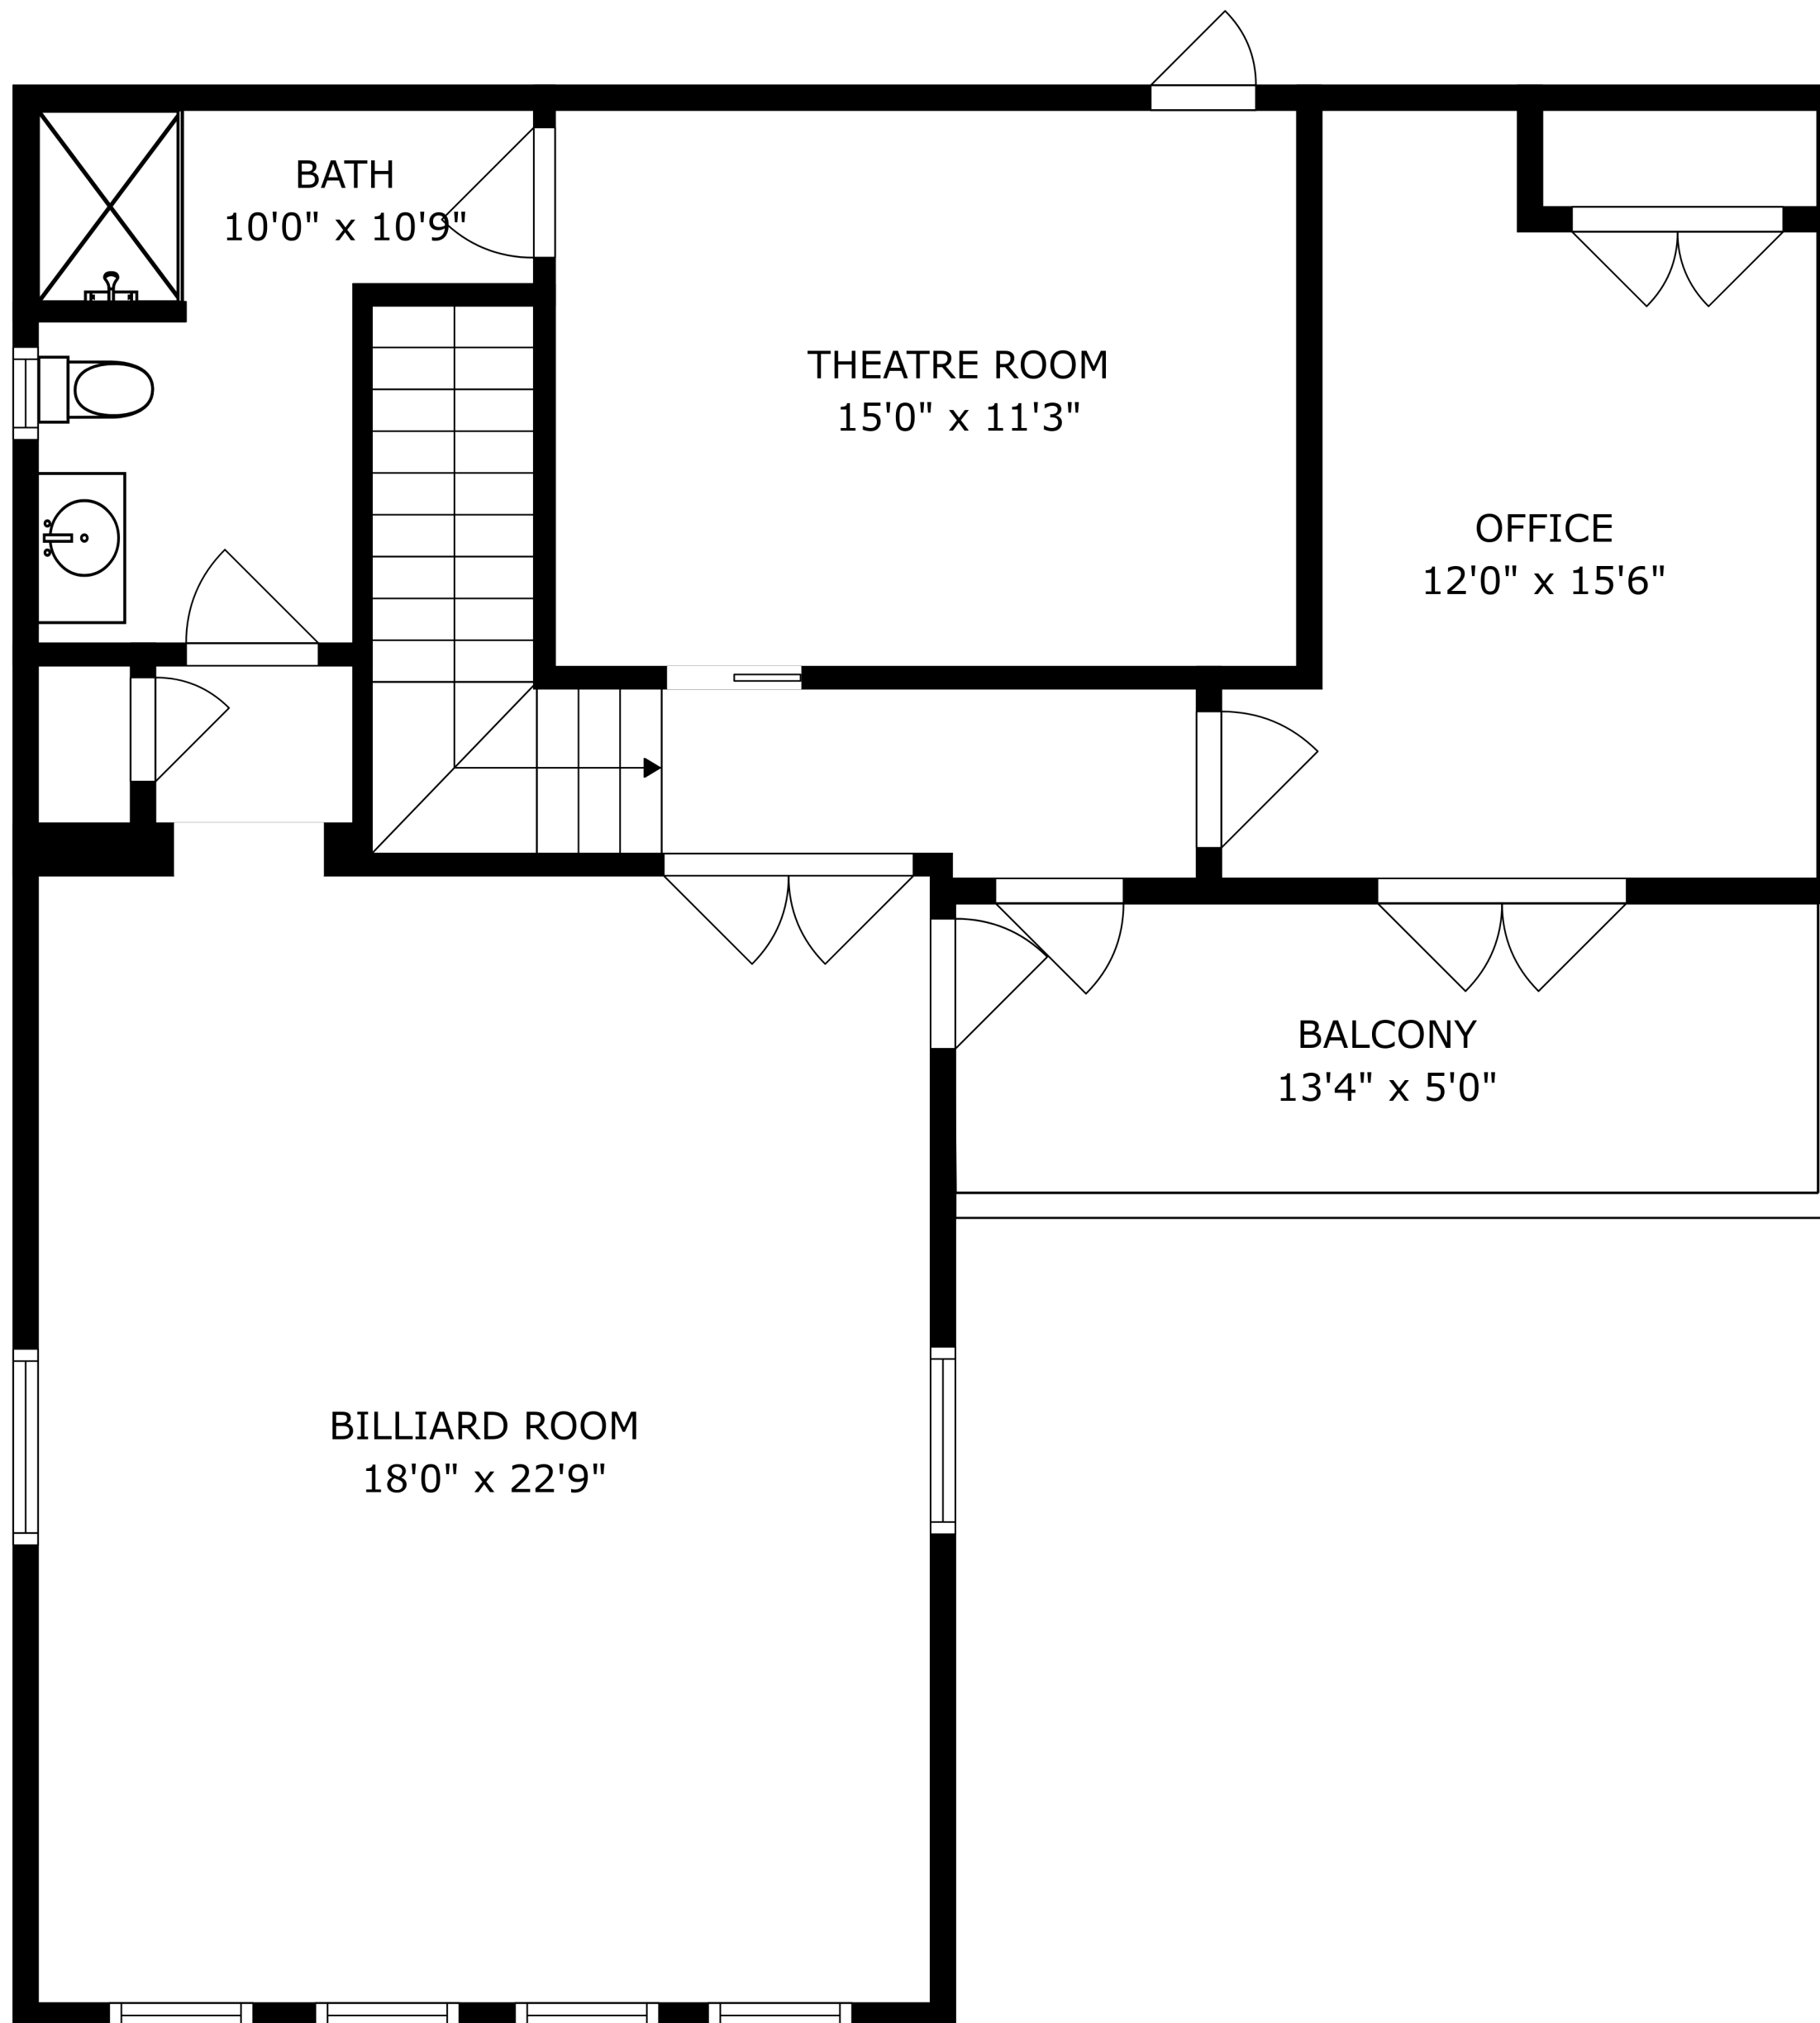 BATH
10'0" x 10'9"
THEATRE ROOM
15'0" x 11'3"
OFFICE
12'0" x 15'6"
BALCONY
13'4" x 5'0"
BILLIARD ROOM
18'0" x 22'9"